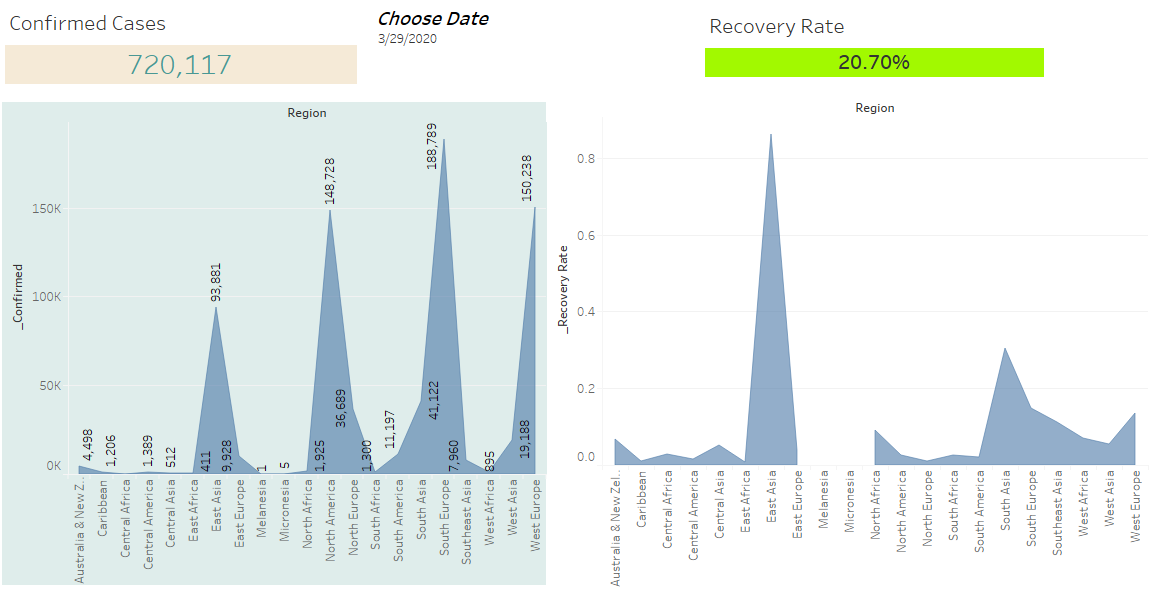 Confirmed Cases
720,117
Choose Date
3/29/2020
Recovery Rate
20.70%
Region
_Confirmed
150K
100K
50K
0K
4,498
1,206
1,389
512
411
93,881
9,928
1
5
1,925
148,728
36,689
1,300
11,197
41,122
188,789
7,960
895
19,188
150,238
Australia & New Z..
Caribbean
Central Africa
Central America
Central Asia
East Africa
East Asia
East Europe
Melanesia
Micronesia
North Africa
North America
North Europe
South Africa
South America
South Asia
South Europe
Southeast Asia
West Africa
West Asia
West Europe
Region
_Recovery Rate
0.8
0.6
0.4
0.2
0.0
Australia & New Zel..
Caribbean
Central Africa
Central America
Central Asia
East Africa
East Asia
East Europe
Melanesia
Micronesia
North Africa
North America
North Europe
South Africa
South America
South Asia
South Europe
Southeast Asia
West Africa
West Asia
West Europe